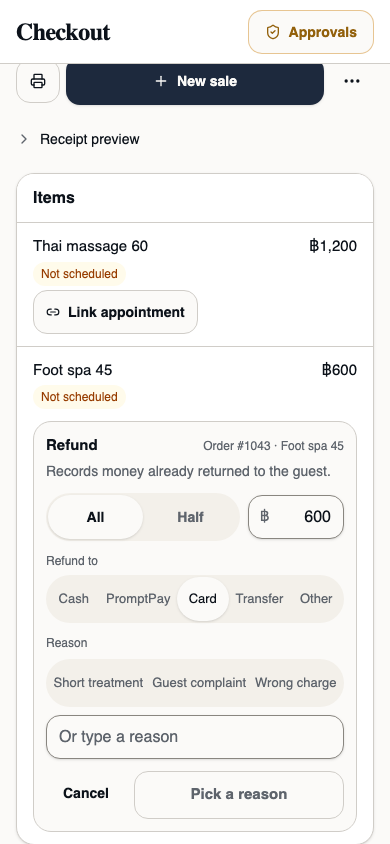 Checkout
Approvals
New sale
Receipt preview
Items
Thai massage 60 ฿1,200
Not scheduled
Link appointment
Foot spa 45 ฿600
Not scheduled
Refund Order #1043 · Foot spa 45
Records money already returned to the guest.
All Half ฿ 600
Refund to
Cash PromptPay Card Transfer Other
Reason
Short treatment Guest complaint Wrong charge
Or type a reason
Cancel Pick a reason